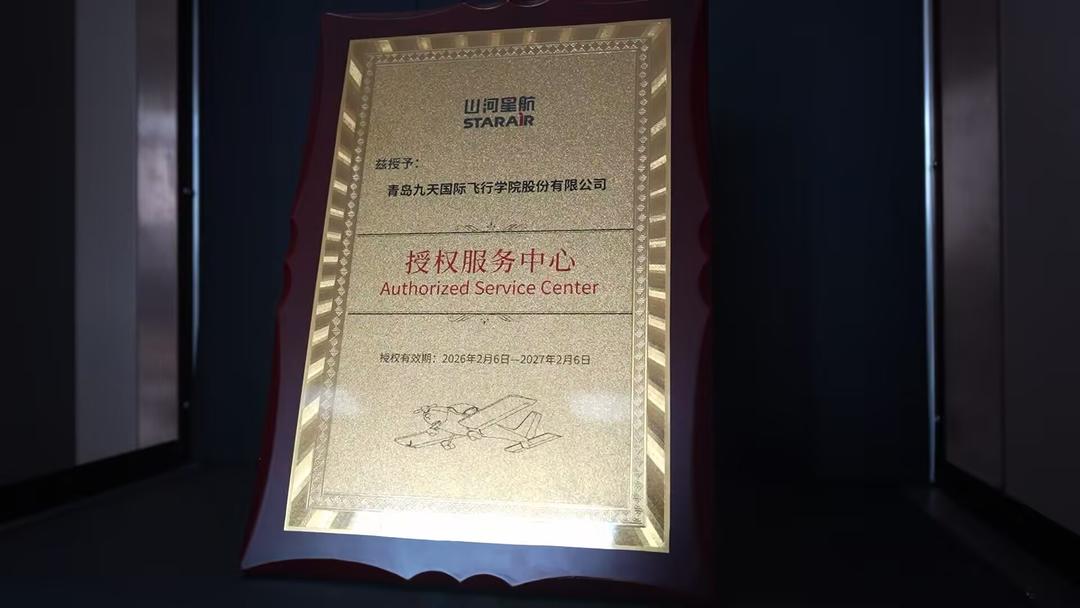 山河星航
STARAIR
兹授予：
青岛九天国际飞行学院股份有限公司
授权服务中心
Authorized Service Center
授权有效期：2026年2月6日—2027年2月6日